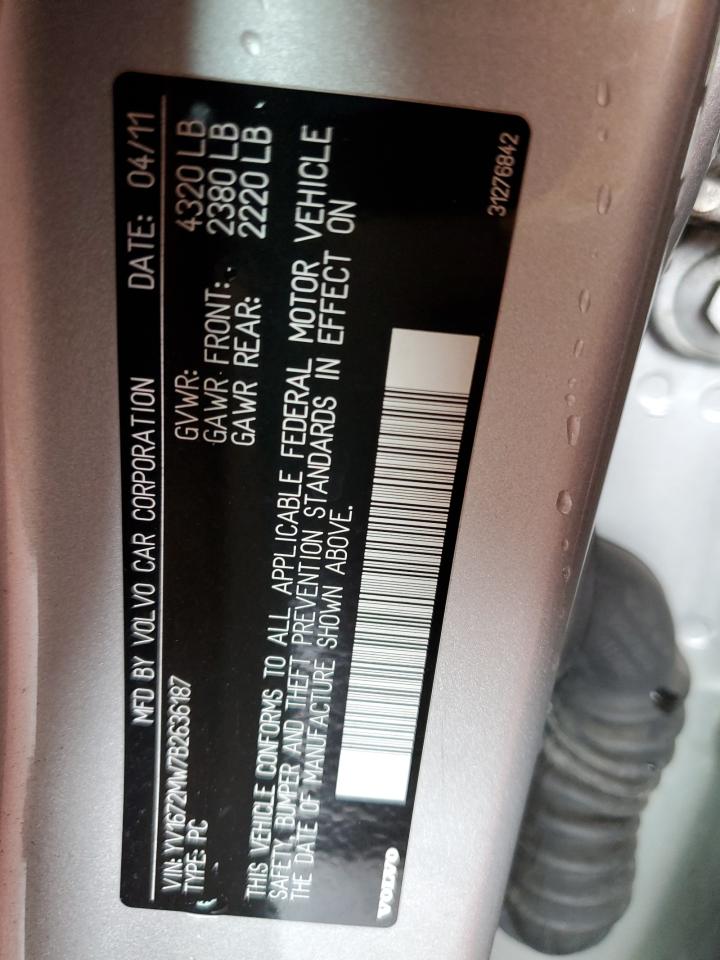 MFD BY VOLVO CAR CORPORATION DATE: 04/11
VIN: YV1672MW7B2636187
TYPE: PC
GVWR: 4320 LB
GAWR FRONT: 2380 LB
GAWR REAR: 2220 LB
THIS VEHICLE CONFORMS TO ALL APPLICABLE FEDERAL MOTOR VEHICLE
SAFETY, BUMPER AND THEFT PREVENTION STANDARDS IN EFFECT ON
THE DATE OF MANUFACTURE SHOWN ABOVE.
VOLVO
31276842